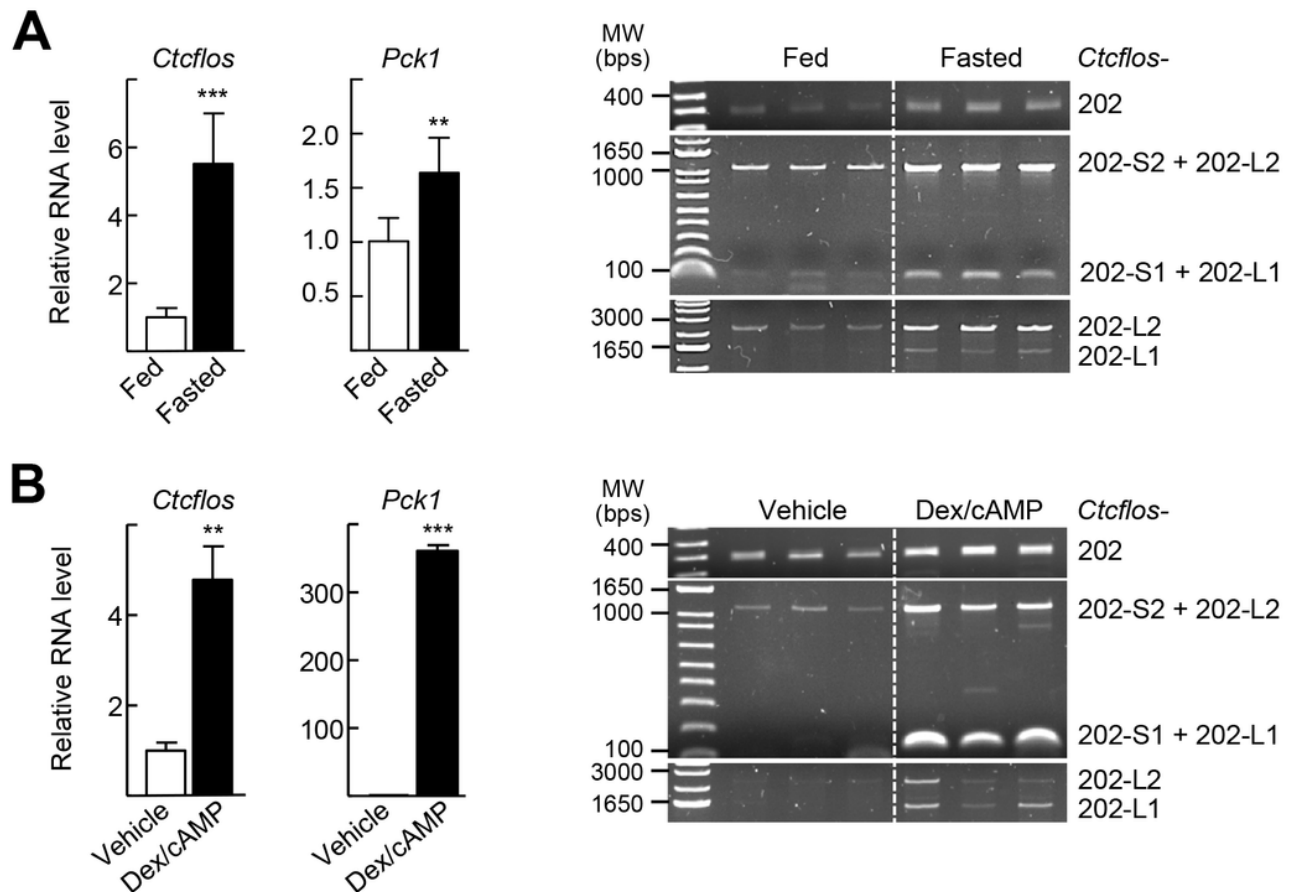 A
Ctcflos
Pck1
Relative RNA level
***
6
4
2
Fed
Fasted
**
2.0
1.5
1.0
0.5
Fed
Fasted
MW
(bps)
Fed
Fasted
Ctcflos-
400
202
1650
1000
202-S2 + 202-L2
100
202-S1 + 202-L1
3000
202-L2
1650
202-L1
B
Ctcflos
Pck1
Relative RNA level
**
4
2
Vehicle
Dex/cAMP
***
300
200
100
Vehicle
Dex/cAMP
MW
(bps)
Vehicle
Dex/cAMP
Ctcflos-
400
202
1650
1000
202-S2 + 202-L2
100
202-S1 + 202-L1
3000
202-L2
1650
202-L1